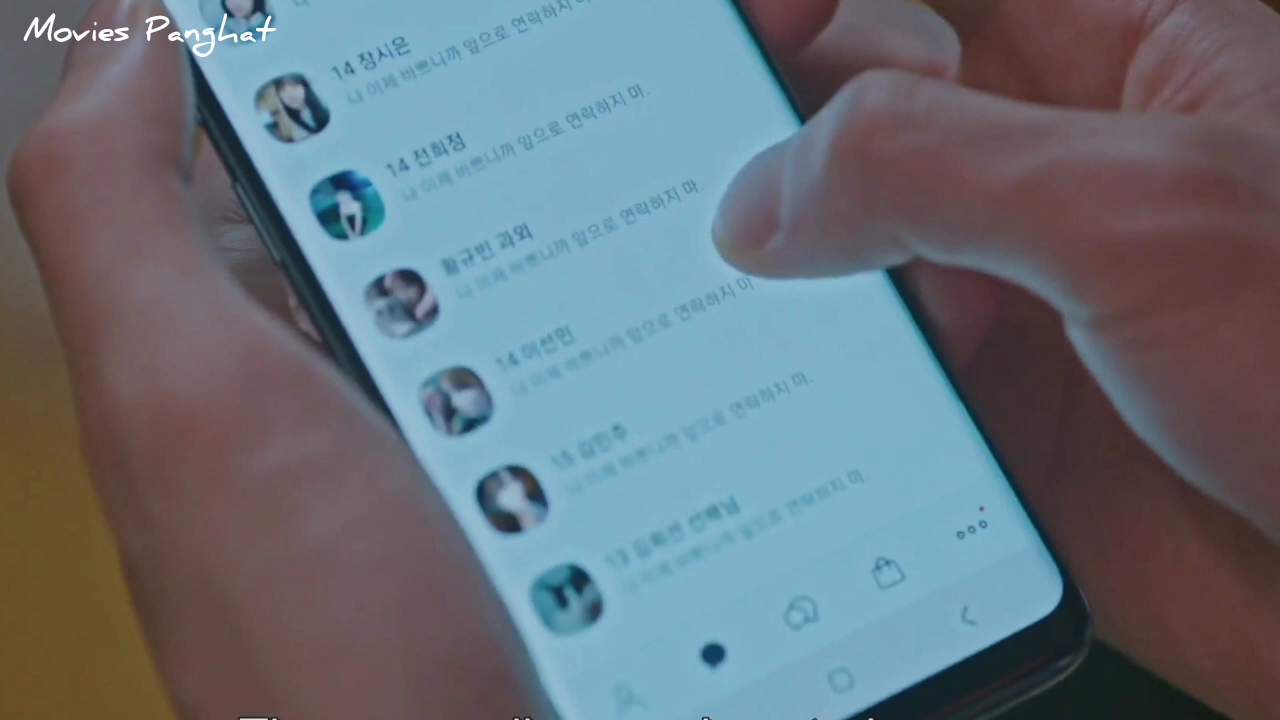 Movies Panghat
14 장시은
나 이제 바쁘니까 앞으로 연락하지 마.
14 전희정
나 이제 바쁘니까 앞으로 연락하지 마.
황규빈 과외
나 이제 바쁘니까 앞으로 연락하지 마.
14 이선민
나 이제 바쁘니까 앞으로 연락하지 마
15 김민주
나 이제 바쁘니까 앞으로 연락하지 마.
13 김희선 선배님
나 이제 바쁘니까 앞으로 연락하지 마.